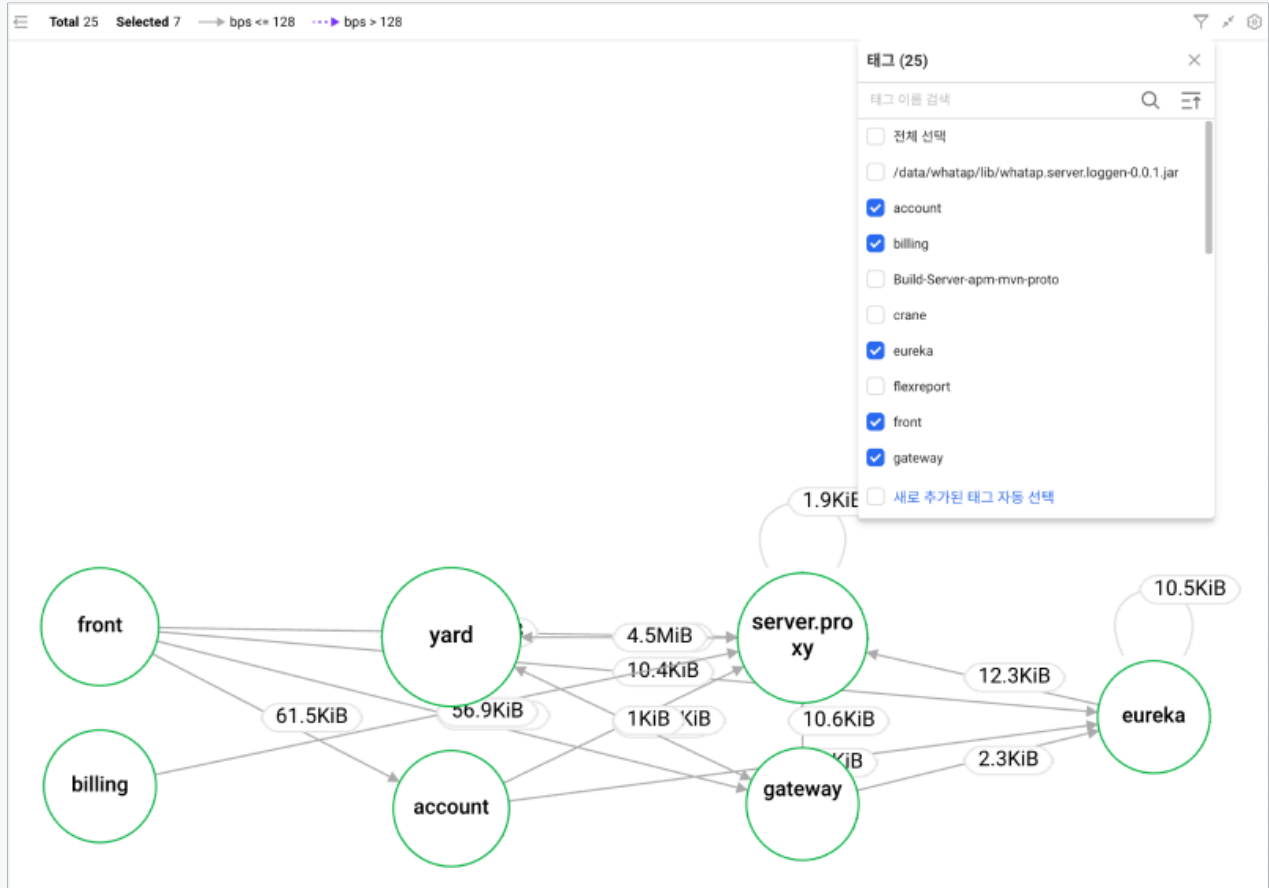 Total 25 Selected 7 bps <= 128 bps > 128
태그 (25)
태그 이름 검색
전체 선택
/data/whatap/lib/whatap.server.loggen-0.0.1.jar
account
billing
Build-Server-apm-mvn-proto
crane
eureka
flexreport
front
gateway
새로 추가된 태그 자동 선택
1.9KiB
10.5KiB
front
yard
4.5MiB
server.pro
xy
10.4KiB
12.3KiB
61.5KiB
56.9KiB
1KiB
KiB
10.6KiB
eureka
billing
account
gateway
KiB
2.3KiB